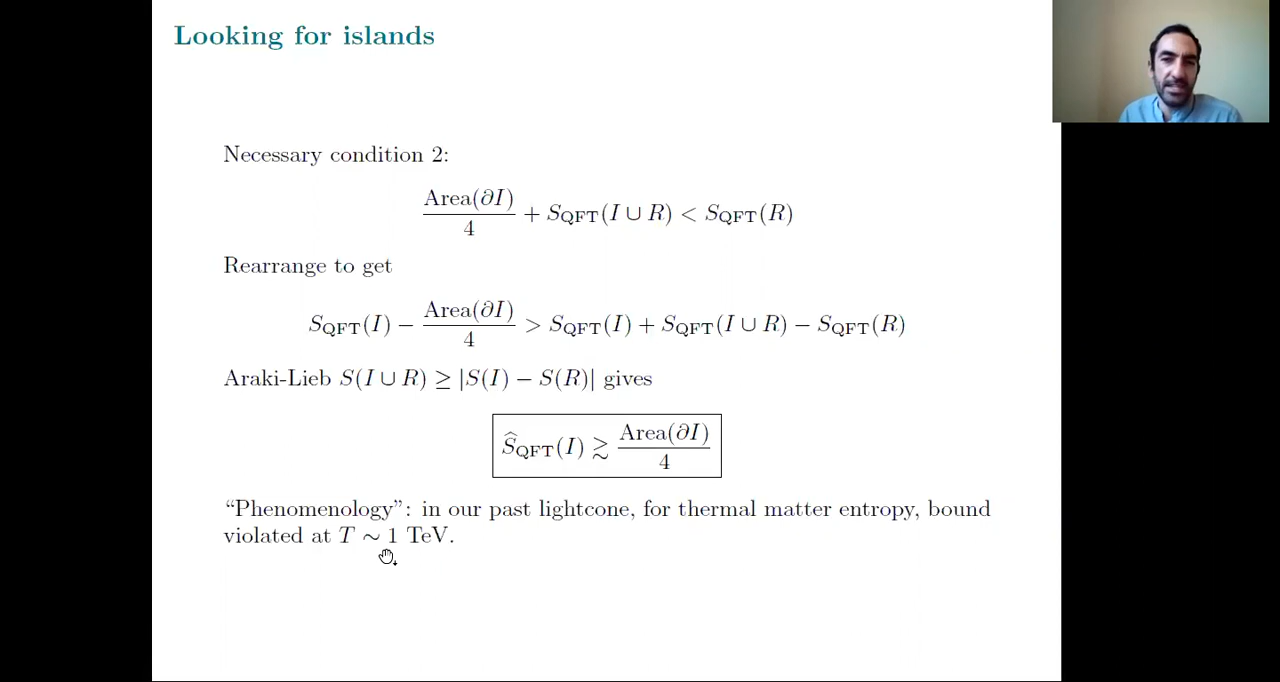 Looking for islands
Necessary condition 2:
Area(∂I)/4 + S_QFT(I ∪ R) < S_QFT(R)
Rearrange to get
S_QFT(I) − Area(∂I)/4 > S_QFT(I) + S_QFT(I ∪ R) − S_QFT(R)
Araki-Lieb S(I ∪ R) ≥ |S(I) − S(R)| gives
Ŝ_QFT(I) ≳ Area(∂I)/4
“Phenomenology”: in our past lightcone, for thermal matter entropy, bound
violated at T ∼ 1 TeV.